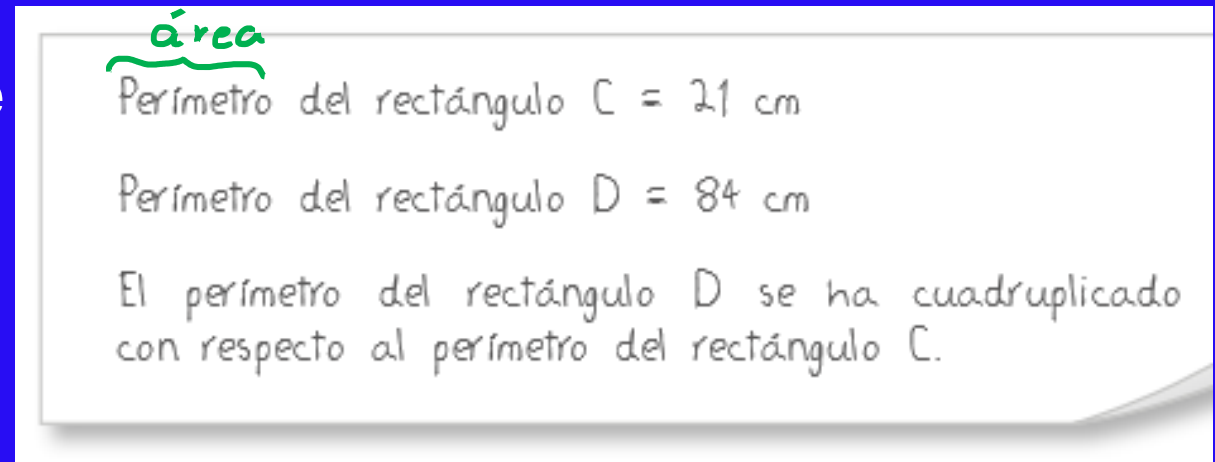 área
Perímetro del rectángulo C = 21 cm
Perímetro del rectángulo D = 84 cm
El perímetro del rectángulo D se ha cuadruplicado
con respecto al perímetro del rectángulo C.